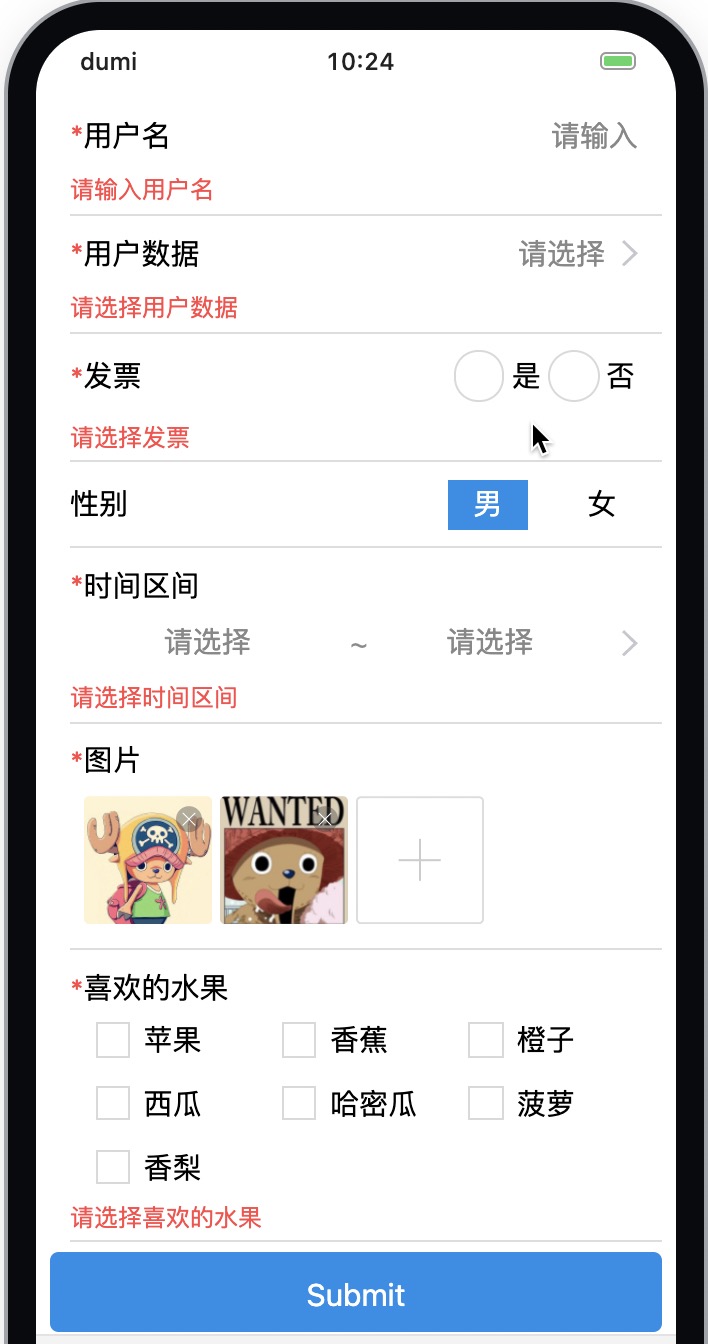 dumi 10:24
*用户名 请输入
请输入用户名
*用户数据 请选择
请选择用户数据
*发票 是 否
请选择发票
性别 男 女
*时间区间
请选择 ~ 请选择
请选择时间区间
*图片
WANTED
*喜欢的水果
苹果 香蕉 橙子
西瓜 哈密瓜 菠萝
香梨
请选择喜欢的水果
Submit